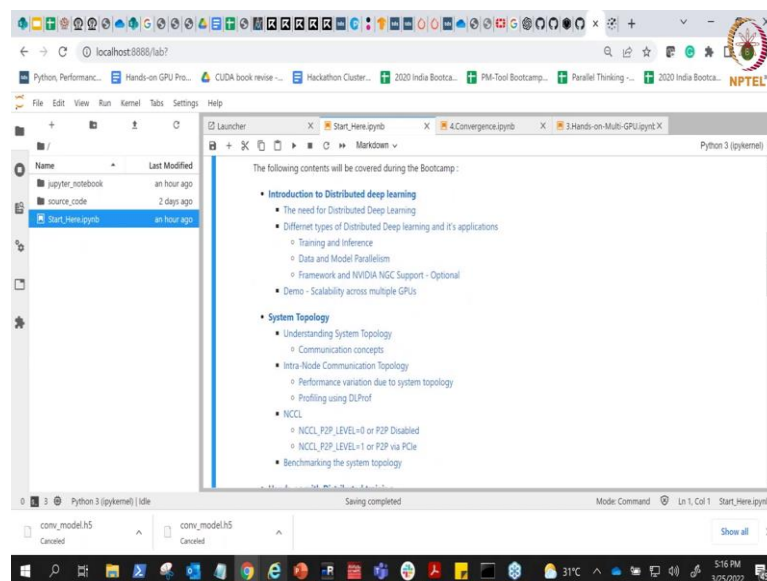 localhost:8888/lab?
Python, Performanc...
Hands-on GPU Pro...
CUDA book revise -...
Hackathon Cluster...
2020 India Bootca...
PM-Tool Bootcamp...
Parallel Thinking -...
2020 India Bootca...
NPTEL
File Edit View Run Kernel Tabs Settings Help
Launcher
Start_Here.ipynb
4.Convergence.ipynb
3.Hands-on-Multi-GPU.ipynt
Markdown
Python 3 (ipykernel)
/
Name
Last Modified
jupyter_notebook
an hour ago
source_code
2 days ago
Start_Here.ipynb
an hour ago
The following contents will be covered during the Bootcamp :
Introduction to Distributed deep learning
The need for Distributed Deep Learning
Differnet types of Distributed Deep learning and it's applications
Training and Inference
Data and Model Parallelism
Framework and NVIDIA NGC Support - Optional
Demo - Scalability across multiple GPUs
System Topology
Understanding System Topology
Communication concepts
Intra-Node Communication Topology
Performance variation due to system topology
Profiling using DLProf
NCCL
NCCL_P2P_LEVEL=0 or P2P Disabled
NCCL_P2P_LEVEL=1 or P2P via PCIe
Benchmarking the system topology
0
3
Python 3 (ipykernel) | Idle
Saving completed
Mode: Command
Ln 1, Col 1
Start_Here.ipyn
conv_model.h5
Canceled
conv_model.h5
Canceled
Show all
31°C
5:16 PM
3/25/2022